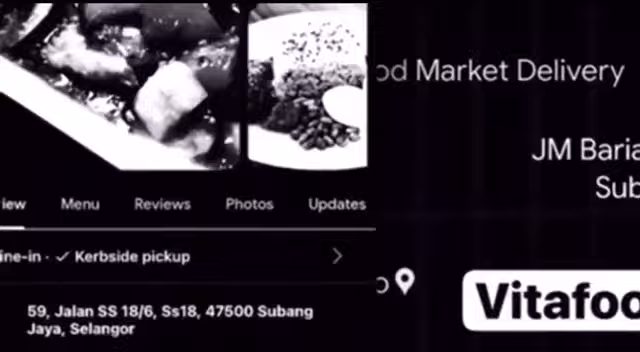 od Market Delivery
JM Baria
Sub
iew Menu Reviews Photos Updates
ine-in · ✓ Kerbside pickup
o
Vitafoo
59, Jalan SS 18/6, Ss18, 47500 Subang
Jaya, Selangor